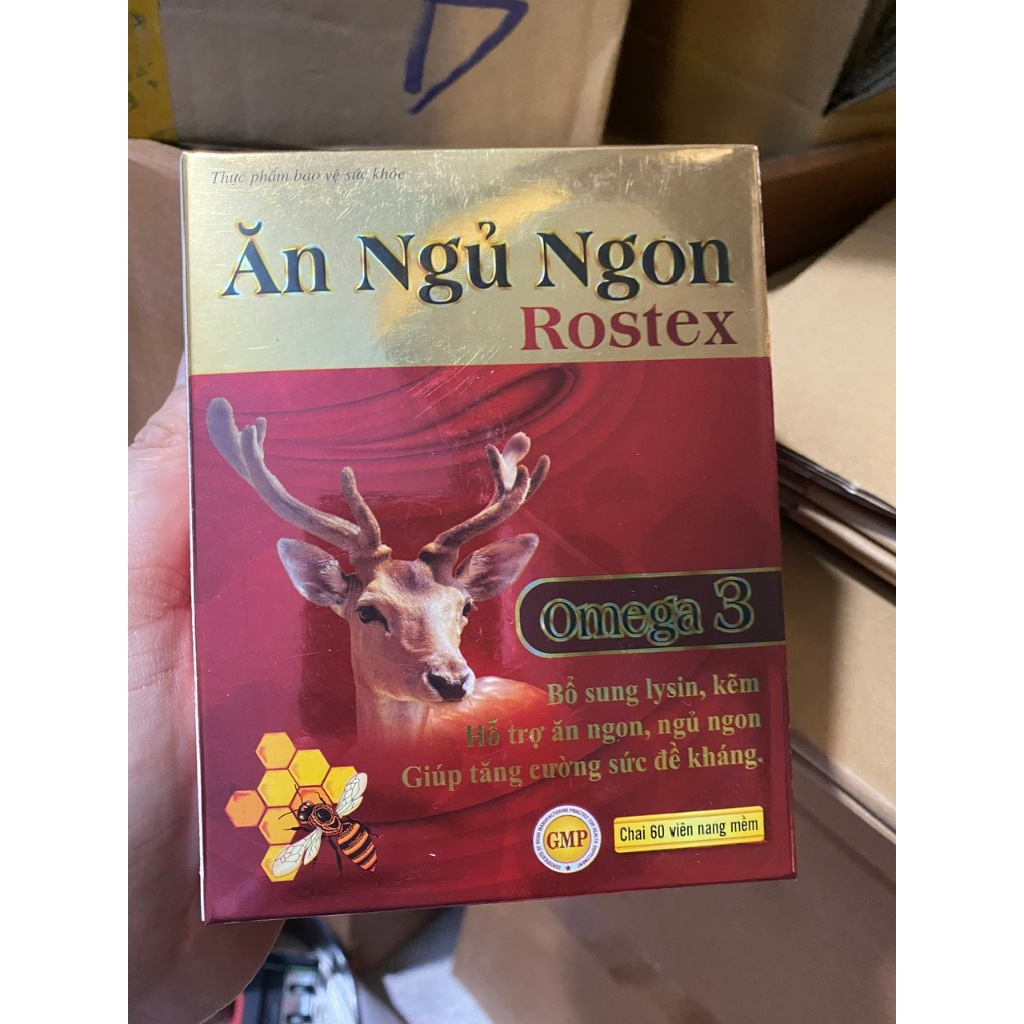 Thực phẩm bảo vệ sức khỏe
Ăn Ngủ Ngon
Rostex
Omega 3
Bổ sung lysin, kẽm
Hỗ trợ ăn ngon, ngủ ngon
Giúp tăng cường sức đề kháng.
GMP
Chai 60 viên nang mềm
D